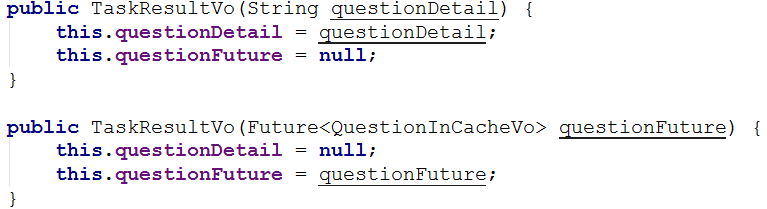 public TaskResultVo(String questionDetail) {
    this.questionDetail = questionDetail;
    this.questionFuture = null;
}
public TaskResultVo(Future<QuestionInCacheVo> questionFuture) {
    this.questionDetail = null;
    this.questionFuture = questionFuture;
}